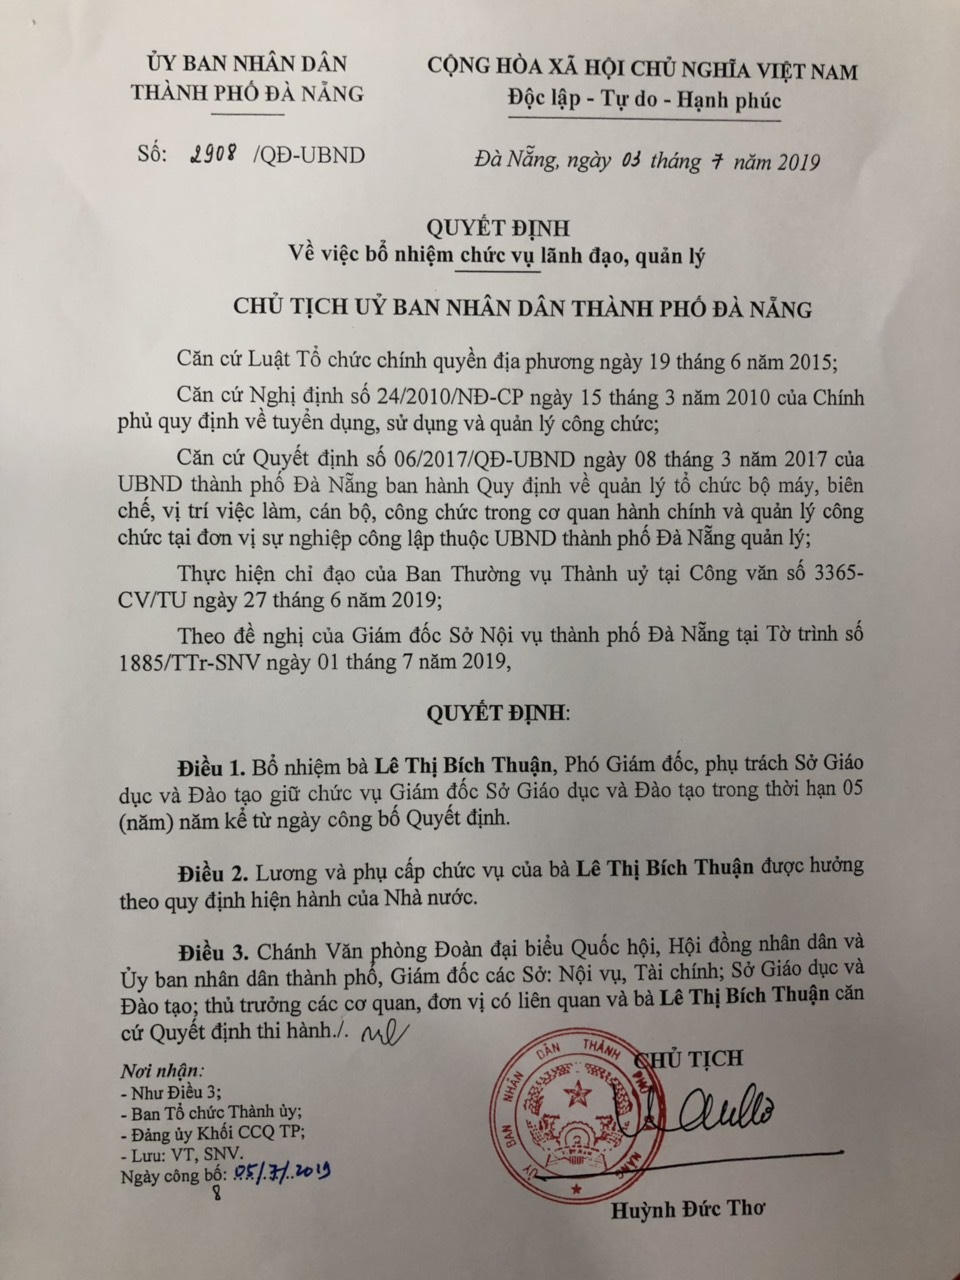 ỦY BAN NHÂN DÂN
THÀNH PHỐ ĐÀ NẴNG
CỘNG HÒA XÃ HỘI CHỦ NGHĨA VIỆT NAM
Độc lập - Tự do - Hạnh phúc
Số: 2908 /QĐ-UBND
Đà Nẵng, ngày 03 tháng 7 năm 2019
QUYẾT ĐỊNH
Về việc bổ nhiệm chức vụ lãnh đạo, quản lý
CHỦ TỊCH UỶ BAN NHÂN DÂN THÀNH PHỐ ĐÀ NẴNG
Căn cứ Luật Tổ chức chính quyền địa phương ngày 19 tháng 6 năm 2015;
Căn cứ Nghị định số 24/2010/NĐ-CP ngày 15 tháng 3 năm 2010 của Chính
phủ quy định về tuyển dụng, sử dụng và quản lý công chức;
Căn cứ Quyết định số 06/2017/QĐ-UBND ngày 08 tháng 3 năm 2017 của
UBND thành phố Đà Nẵng ban hành Quy định về quản lý tổ chức bộ máy, biên
chế, vị trí việc làm, cán bộ, công chức trong cơ quan hành chính và quản lý công
chức tại đơn vị sự nghiệp công lập thuộc UBND thành phố Đà Nẵng quản lý;
Thực hiện chỉ đạo của Ban Thường vụ Thành uỷ tại Công văn số 3365-
CV/TU ngày 27 tháng 6 năm 2019;
Theo đề nghị của Giám đốc Sở Nội vụ thành phố Đà Nẵng tại Tờ trình số
1885/TTr-SNV ngày 01 tháng 7 năm 2019,
QUYẾT ĐỊNH:
Điều 1. Bổ nhiệm bà Lê Thị Bích Thuận, Phó Giám đốc, phụ trách Sở Giáo
dục và Đào tạo giữ chức vụ Giám đốc Sở Giáo dục và Đào tạo trong thời hạn 05
(năm) năm kể từ ngày công bố Quyết định.
Điều 2. Lương và phụ cấp chức vụ của bà Lê Thị Bích Thuận được hưởng
theo quy định hiện hành của Nhà nước.
Điều 3. Chánh Văn phòng Đoàn đại biểu Quốc hội, Hội đồng nhân dân và
Ủy ban nhân dân thành phố, Giám đốc các Sở: Nội vụ, Tài chính; Sở Giáo dục và
Đào tạo; thủ trưởng các cơ quan, đơn vị có liên quan và bà Lê Thị Bích Thuận căn
cứ Quyết định thi hành./.
Nơi nhận:
- Như Điều 3;
- Ban Tổ chức Thành ủy;
- Đảng ủy Khối CCQ TP;
- Lưu: VT, SNV.
Ngày công bố: 05/7/2019
8
CHỦ TỊCH
ỦY BAN NHÂN DÂN THÀNH PHỐ
NẴNG
Huỳnh Đức Thơ